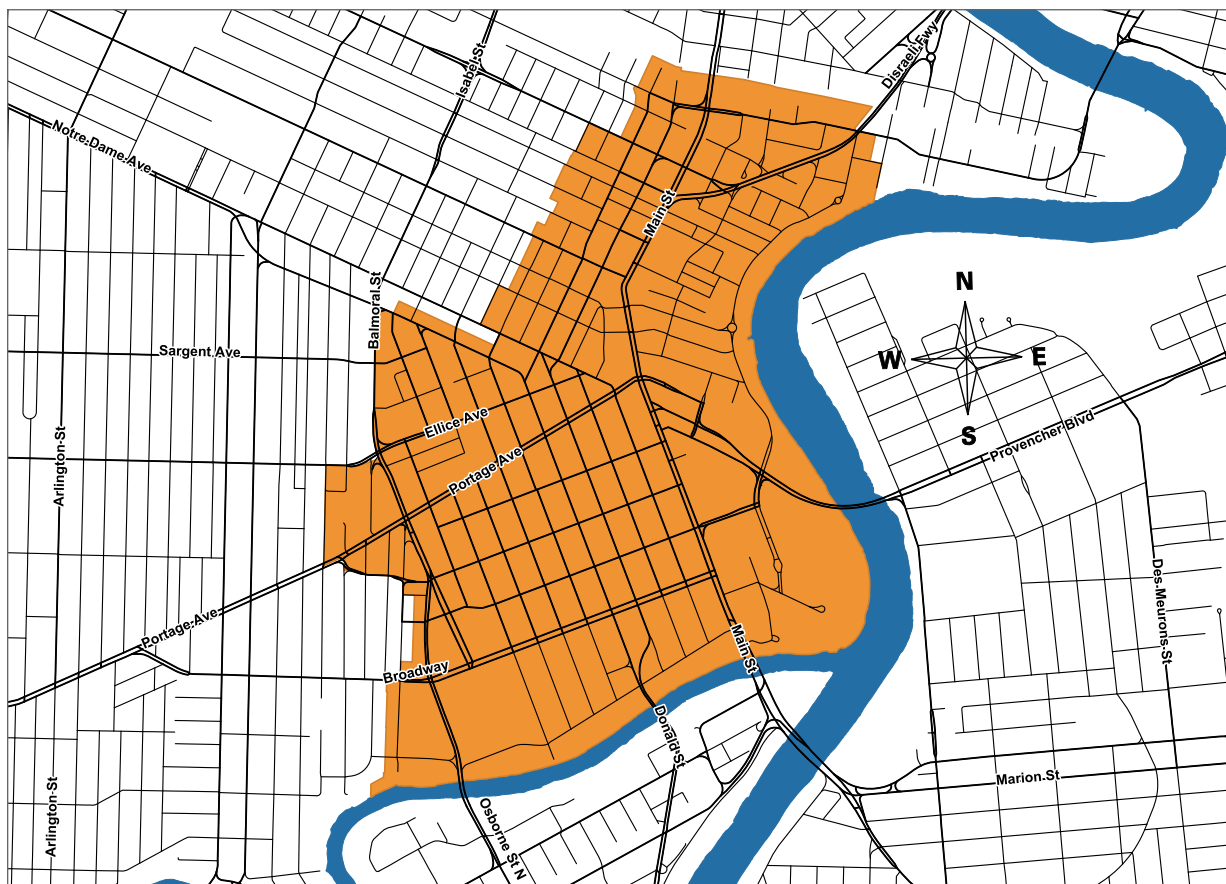 Isabel St
Disraeli Fwy
Notre Dame Ave
Main St
Balmoral St
N
Sargent Ave
W
E
S
Ellice Ave
Provencher Blvd
Arlington St
Portage Ave
Des Meurons St
Portage Ave
Main St
Broadway
Donald St
Marion St
Arlington St
Osborne St N